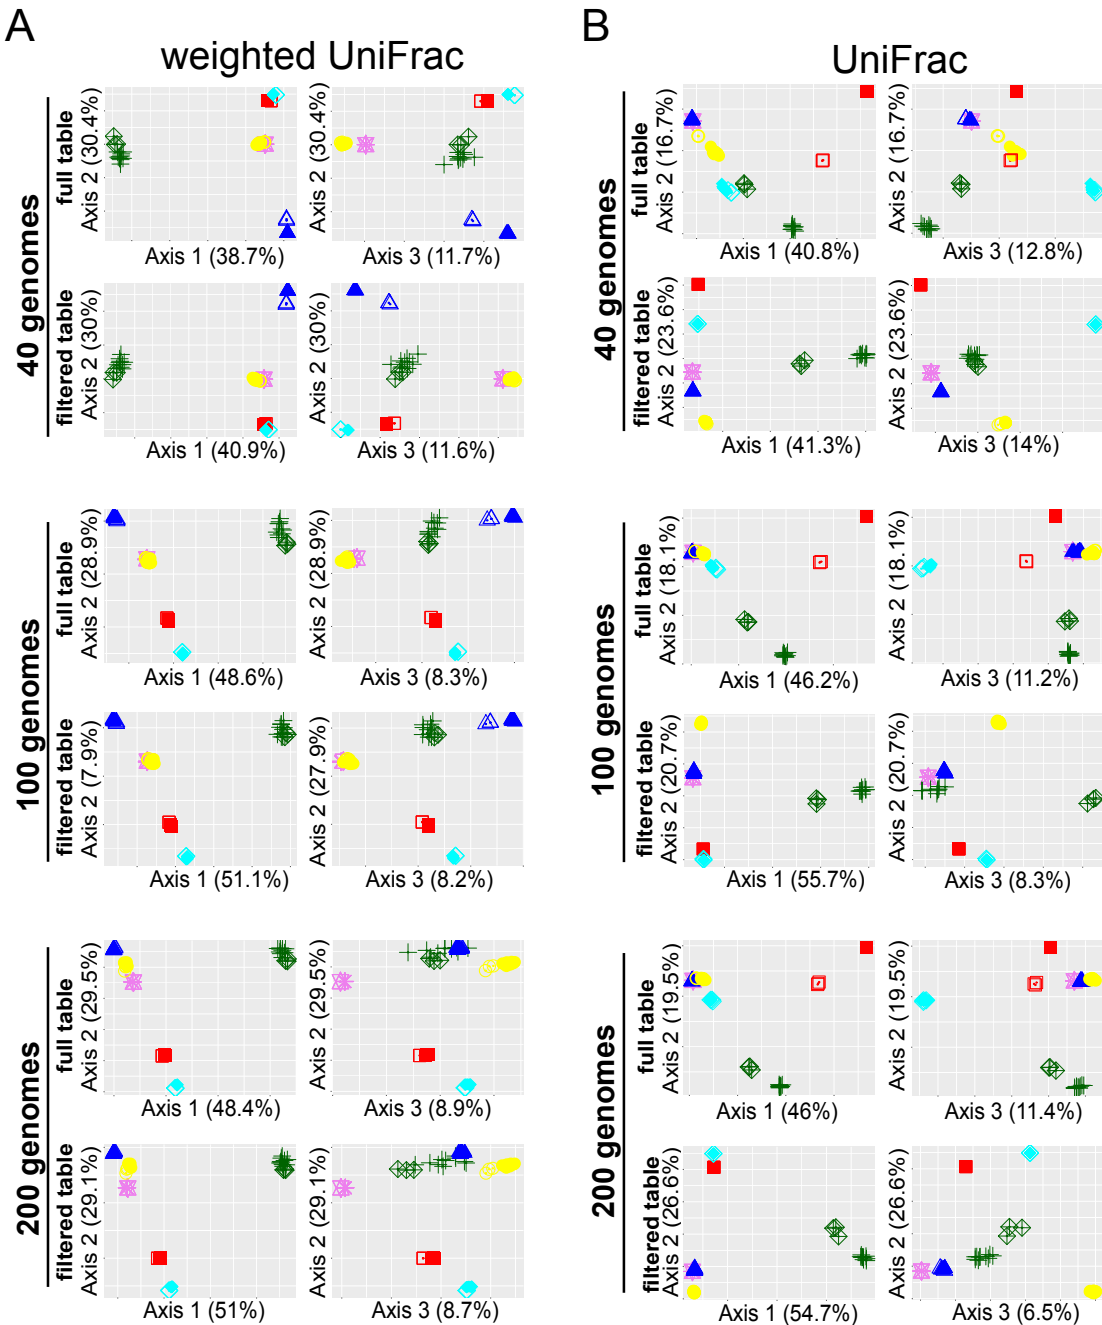 A
B
weighted UniFrac
UniFrac
40 genomes
full table
Axis 2 (30.4%)
Axis 1 (38.7%)
Axis 2 (30.4%)
Axis 3 (11.7%)
filtered table
Axis 2 (30%)
Axis 1 (40.9%)
Axis 2 (30%)
Axis 3 (11.6%)
100 genomes
full table
Axis 2 (28.9%)
Axis 1 (48.6%)
Axis 2 (28.9%)
Axis 3 (8.3%)
filtered table
Axis 2 (7.9%)
Axis 1 (51.1%)
Axis 2 (27.9%)
Axis 3 (8.2%)
200 genomes
full table
Axis 2 (29.5%)
Axis 1 (48.4%)
Axis 2 (29.5%)
Axis 3 (8.9%)
filtered table
Axis 2 (29.1%)
Axis 1 (51%)
Axis 2 (29.1%)
Axis 3 (8.7%)
40 genomes
full table
Axis 2 (16.7%)
Axis 1 (40.8%)
Axis 2 (16.7%)
Axis 3 (12.8%)
filtered table
Axis 2 (23.6%)
Axis 1 (41.3%)
Axis 2 (23.6%)
Axis 3 (14%)
100 genomes
full table
Axis 2 (18.1%)
Axis 1 (46.2%)
Axis 2 (18.1%)
Axis 3 (11.2%)
filtered table
Axis 2 (20.7%)
Axis 1 (55.7%)
Axis 2 (20.7%)
Axis 3 (8.3%)
200 genomes
full table
Axis 2 (19.5%)
Axis 1 (46%)
Axis 2 (19.5%)
Axis 3 (11.4%)
filtered table
Axis 2 (26.6%)
Axis 1 (54.7%)
Axis 2 (26.6%)
Axis 3 (6.5%)